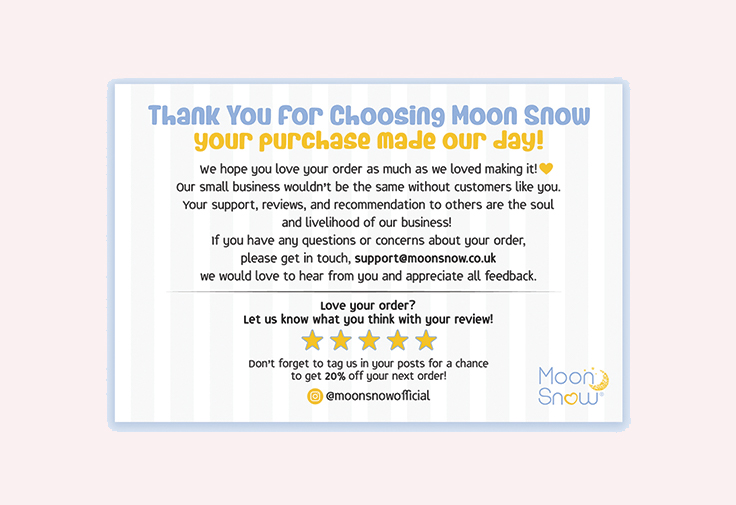 Thank You For Choosing Moon Snow
your purchase made our day!
We hope you love your order as much as we loved making it!
Our small business wouldn't be the same without customers like you.
Your support, reviews, and recommendation to others are the soul
and livelihood of our business!
If you have any questions or concerns about your order,
please get in touch, support@moonsnow.co.uk
we would love to hear from you and appreciate all feedback.
Love your order?
Let us know what you think with your review!
Don't forget to tag us in your posts for a chance
to get 20% off your next order!
@moonsnowofficial
Moon
Snow®